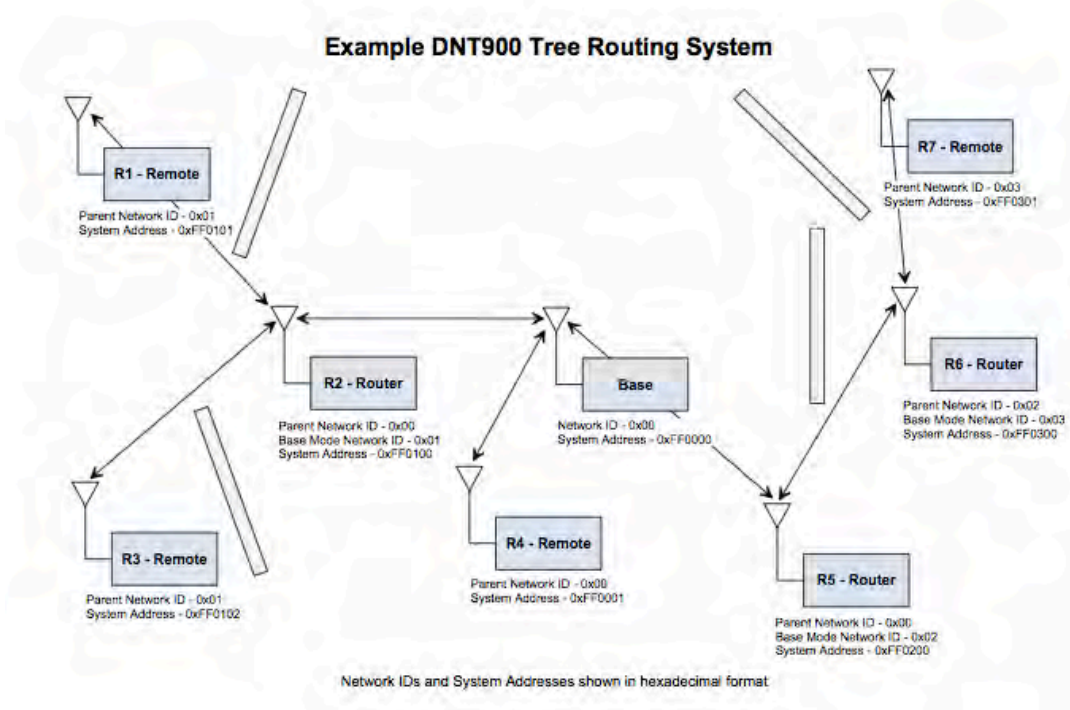 Example DNT900 Tree Routing System
R1 - Remote
Parent Network ID - 0x01
System Address - 0xFF0101
R7 - Remote
Parent Network ID - 0x03
System Address - 0xFF0301
R2 - Router
Parent Network ID - 0x00
Base Mode Network ID - 0x01
System Address - 0xFF0100
Base
Network ID - 0x00
System Address - 0xFF0000
R6 - Router
Parent Network ID - 0x02
Base Mode Network ID - 0x03
System Address - 0xFF0300
R3 - Remote
Parent Network ID - 0x01
System Address - 0xFF0102
R4 - Remote
Parent Network ID - 0x00
System Address - 0xFF0001
R5 - Router
Parent Network ID - 0x00
Base Mode Network ID - 0x02
System Address - 0xFF0200
Network IDs and System Addresses shown in hexadecimal format